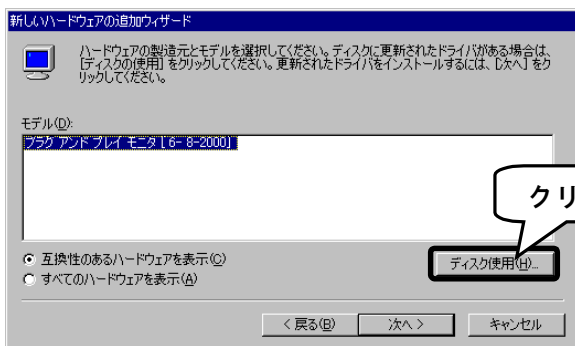 新しいハードウェアの追加ウィザード
ハードウェアの製造元とモデルを選択してください。ディスクに更新されたドライバがある場合は、
[ディスクの使用] をクリックしてください。更新されたドライバをインストールするには、[次へ] をク
リックしてください。
モデル(D):
プラグ アンド プレイ モニタ [ 6- 8-2000]
クリ
互換性のあるハードウェアを表示(C)
ディスク使用(H)...
すべてのハードウェアを表示(A)
< 戻る(B)
次へ >
キャンセル